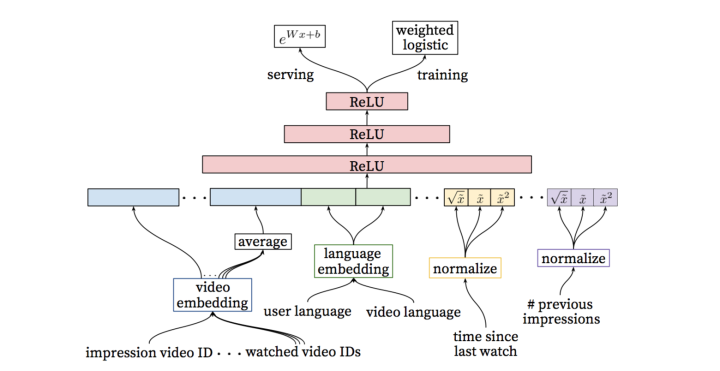 e^{Wx+b}
weighted
logistic
serving
training
ReLU
ReLU
ReLU
. . .
. . .
√x̃ x̃ x̃²
. . .
√x̃ x̃ x̃²
average
language
embedding
normalize
normalize
. . .
video
embedding
user language
video language
# previous
impressions
time since
last watch
impression video ID . . . watched video IDs